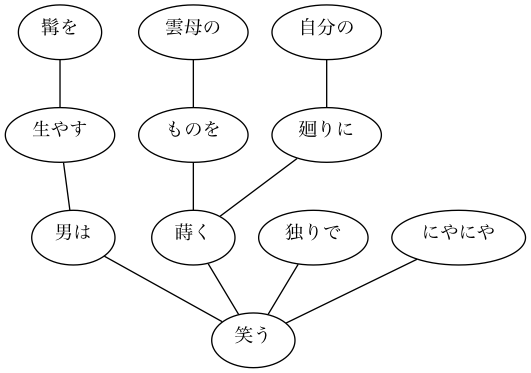 髯を 雲母の 自分の
生やす ものを 廻りに
男は 蒔く 独りで にやにや
笑う